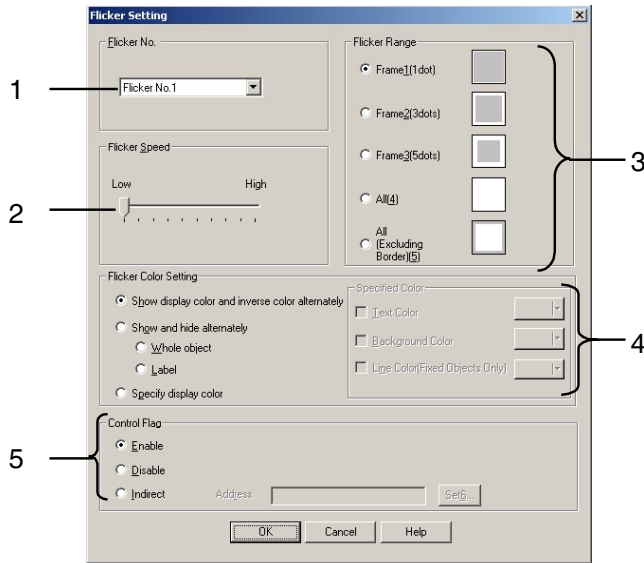 Flicker Setting
Flicker No.
Flicker No.1
1
Flicker Speed
Low High
2
Flicker Range
Frame1(1dot)
Frame2(3dots)
Frame3(5dots)
All(4)
All
(Excluding
Border)(5)
3
Flicker Color Setting
Show display color and inverse color alternately
Show and hide alternately
Whole object
Label
Specify display color
Specified Color
Text Color
Background Color
Line Color(Fixed Objects Only)
4
Control Flag
Enable
Disable
Indirect Address Set6...
5
OK Cancel Help